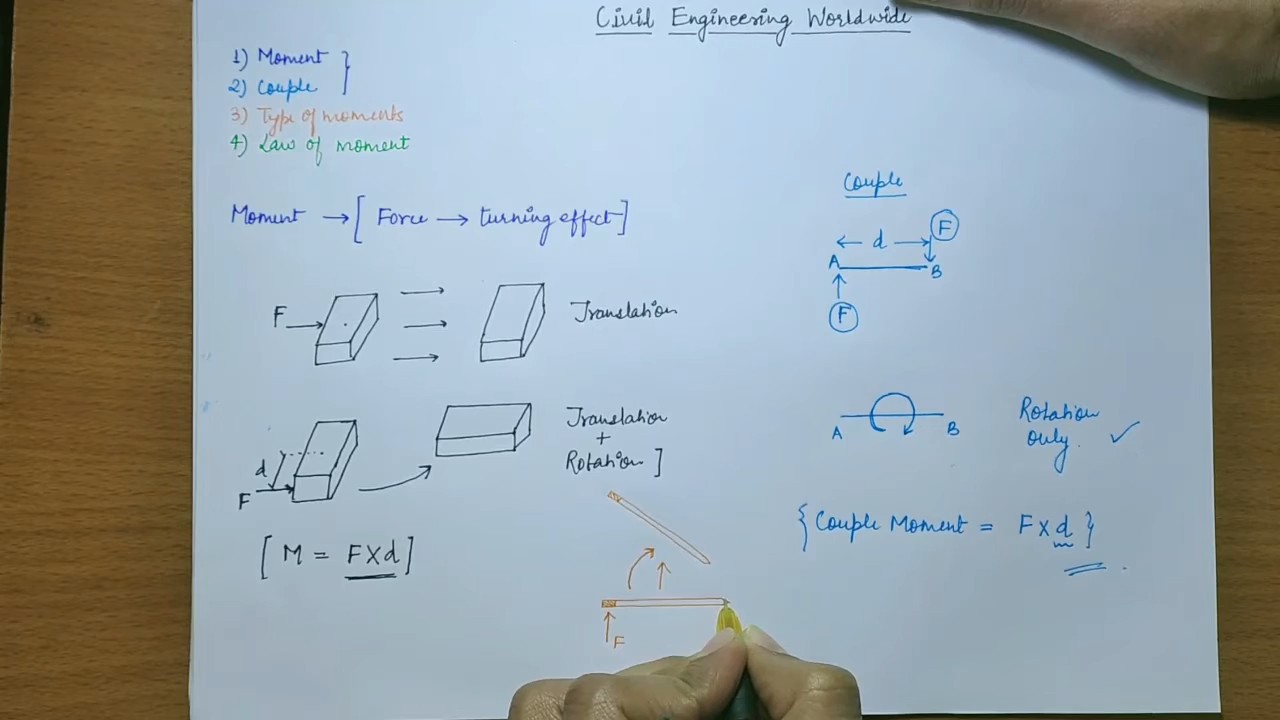 Civil Engineering Worldwide
1) Moment
2) Couple
3) Type of moments
4) Law of moment
Moment → [ Force → turning effect ]
F
Translation
d
F
Translation
+
Rotation ]
[ M = F x d ]
F
Couple
F
d
A B
F
A B
Rotation
only.
{ Couple Moment = F x d }